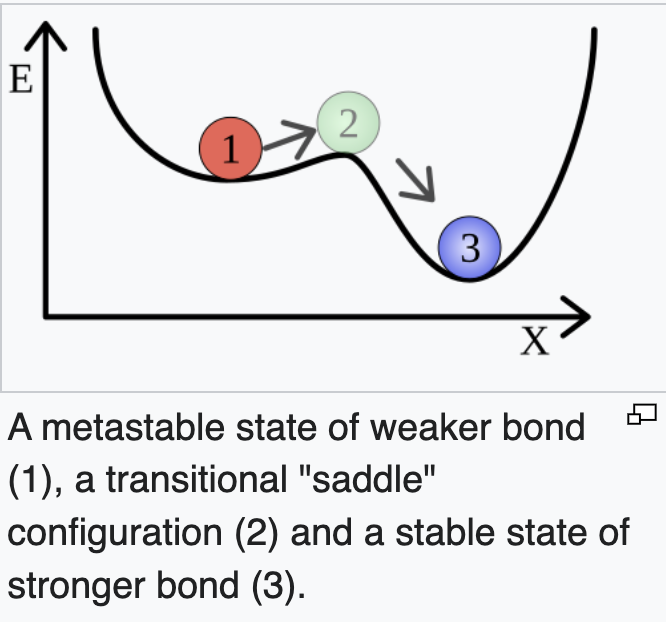 E
1
2
3
X
A metastable state of weaker bond
(1), a transitional "saddle"
configuration (2) and a stable state of
stronger bond (3).